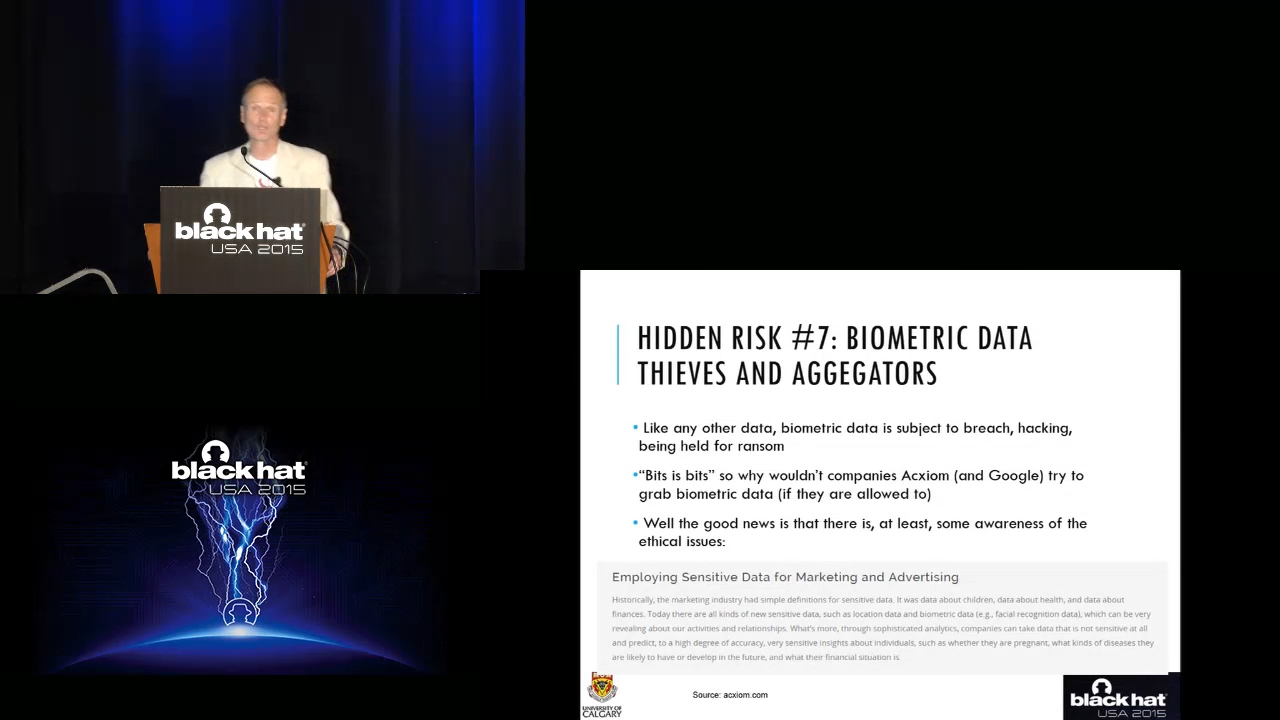 black hat
USA 2015
HIDDEN RISK #7: BIOMETRIC DATA
THIEVES AND AGGEGATORS
• Like any other data, biometric data is subject to breach, hacking,
being held for ransom
•“Bits is bits” so why wouldn’t companies Acxiom (and Google) try to
grab biometric data (if they are allowed to)
• Well the good news is that there is, at least, some awareness of the
ethical issues:
Employing Sensitive Data for Marketing and Advertising
Historically, the marketing industry had simple definitions for sensitive data. It was data about children, data about health, and data about
finances. Today there are all kinds of new sensitive data, such as location data and biometric data (e.g., facial recognition data), which can be very
revealing about our activities and relationships. What's more, through sophisticated analytics, companies can take data that is not sensitive at all
and predict, to a high degree of accuracy, very sensitive insights about individuals, such as whether they are pregnant, what kinds of diseases they
are likely to have or develop in the future, and what their financial situation is.
UNIVERSITY OF
CALGARY
Source: acxiom.com
black hat
USA 2015
black hat
USA 2015